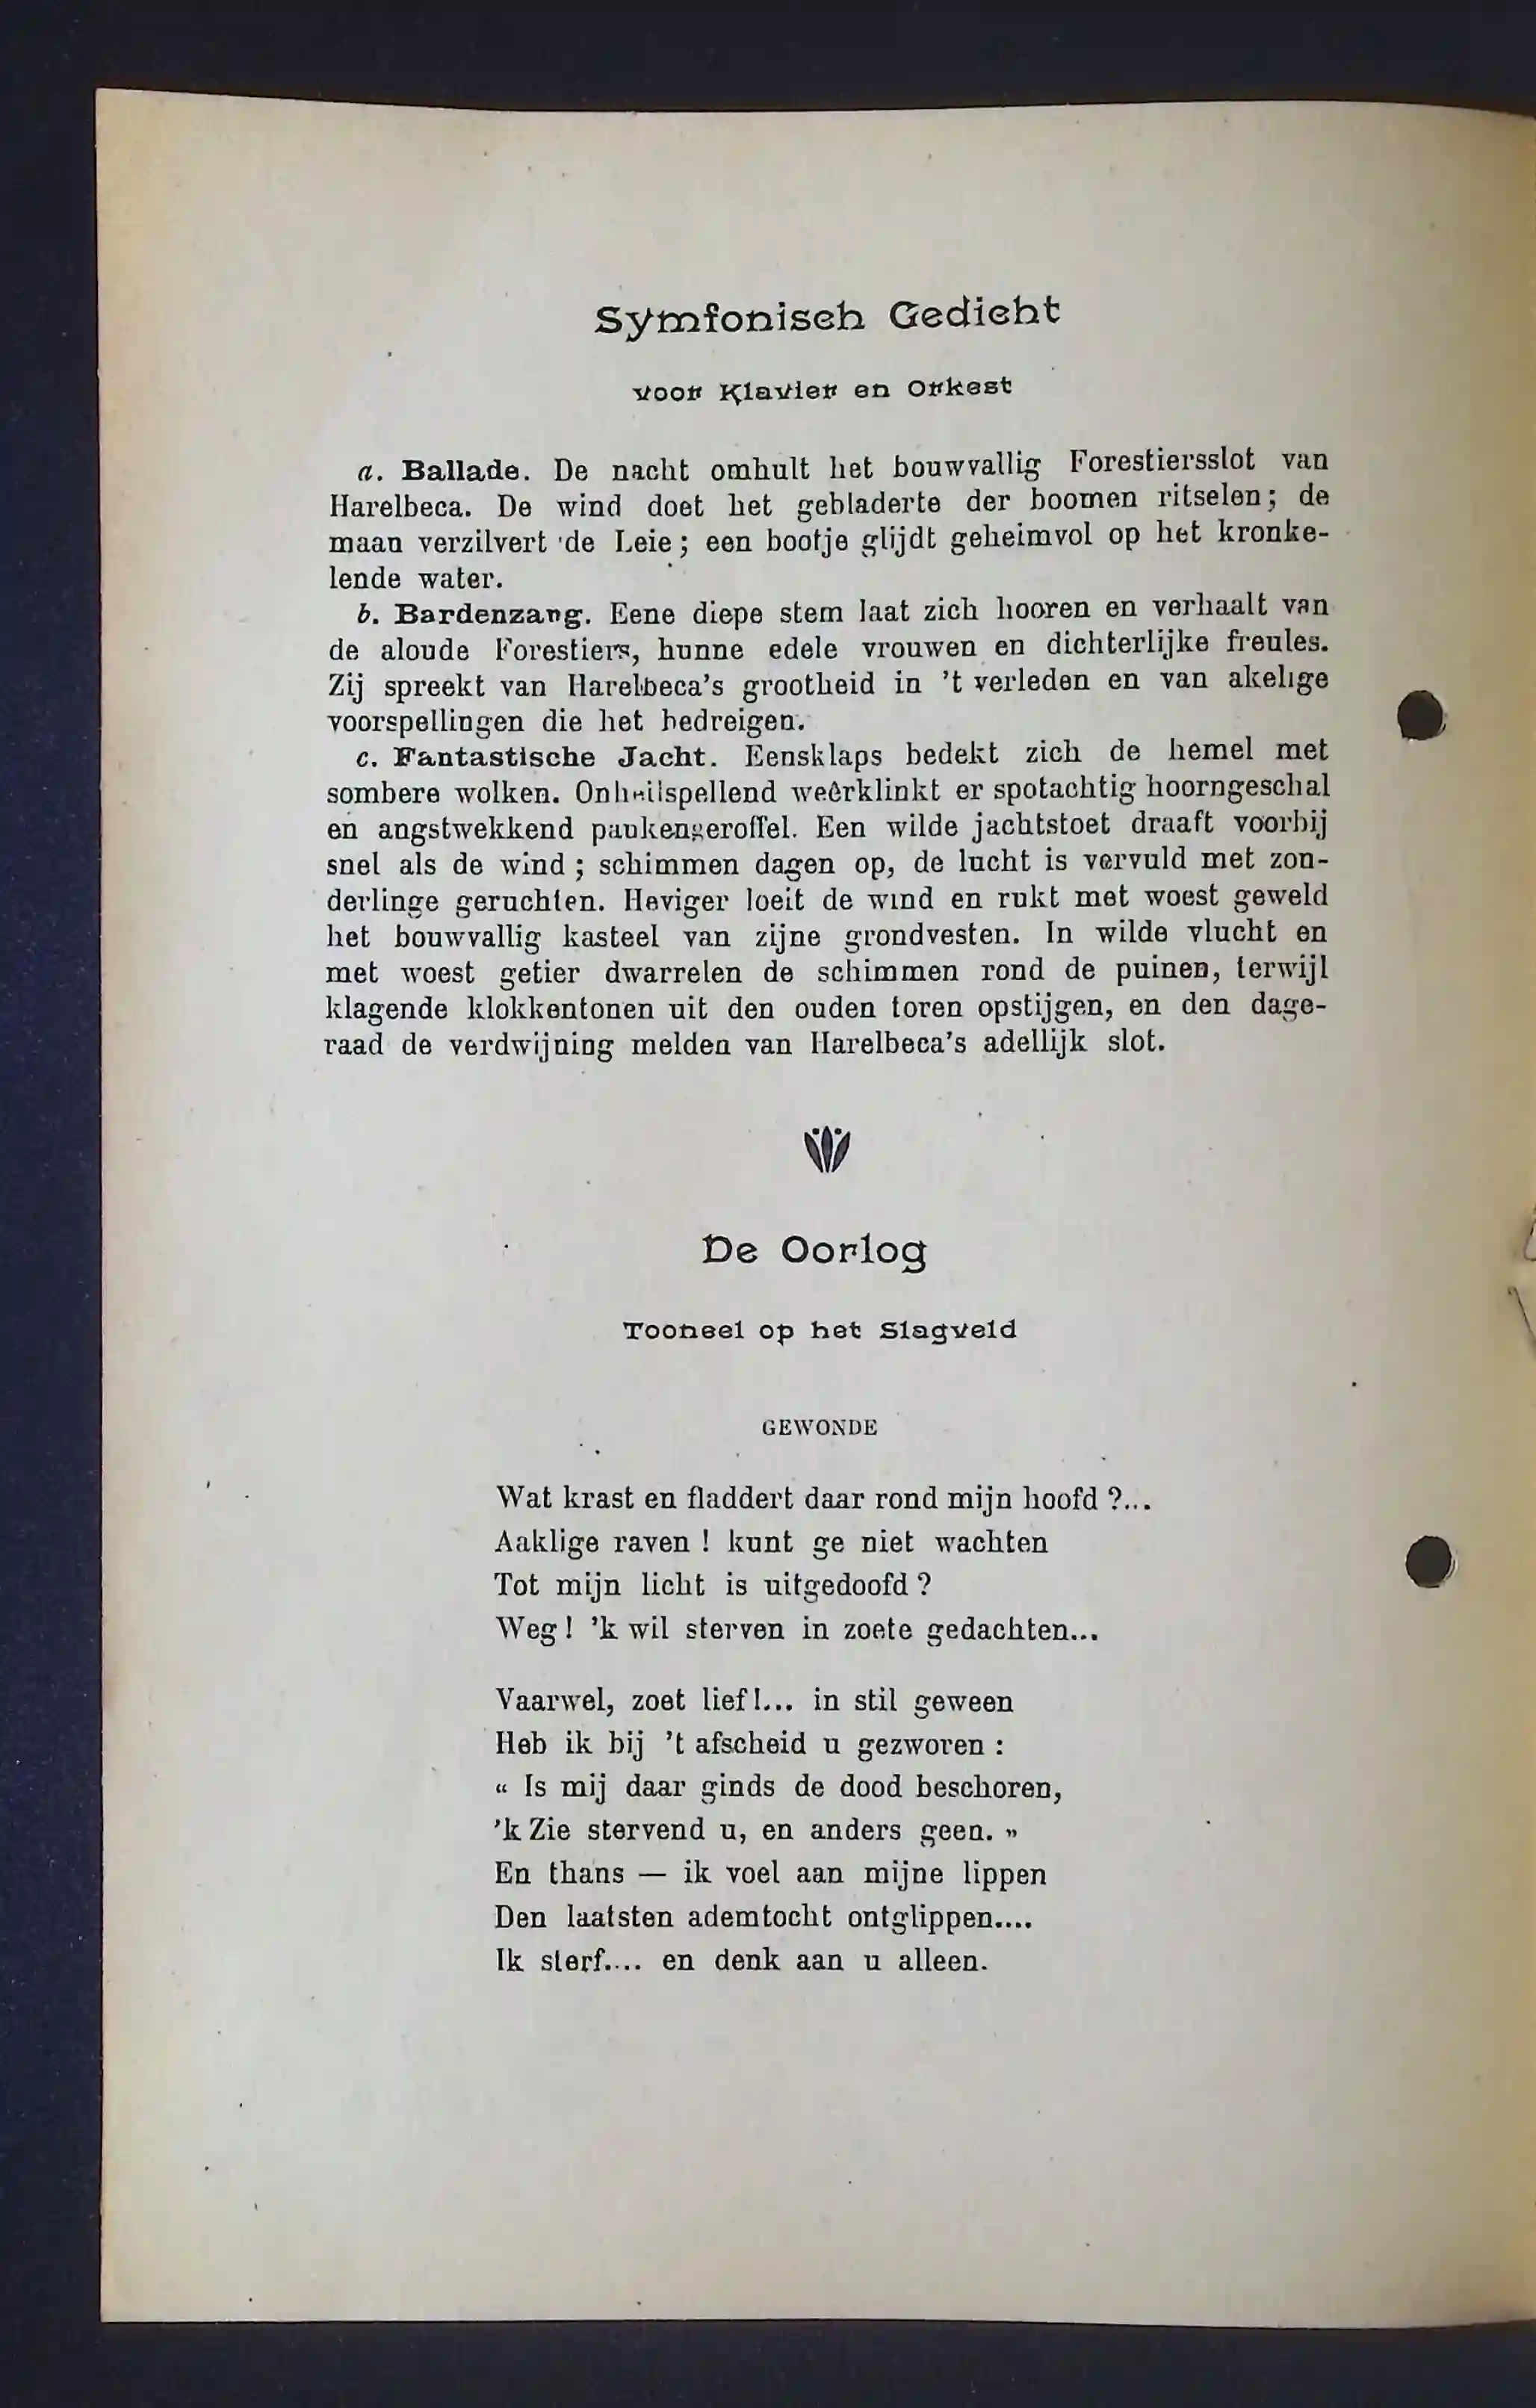 Symfonisch Gedicht
voor Klavier en Orkest
a. Ballade. De nacht omhult het bouwvallig Forestiersslot van
Harelbeca. De wind doet het gebladerte der boomen ritselen; de
maan verzilvert de Leie; een bootje glijdt geheimvol op het kronke-
lende water.
b. Bardenzang. Eene diepe stem laat zich hooren en verhaalt van
de aloude Forestiers, hunne edele vrouwen en dichterlijke freules.
Zij spreekt van Harelbeca's grootheid in 't verleden en van akelige
voorspellingen die het bedreigen.
c. Fantastische Jacht. Eensklaps bedekt zich de hemel met
sombere wolken. Onheilspellend weêrklinkt er spotachtig hoorngeschal
en angstwekkend paukengeroffel. Een wilde jachtstoet draaft voorbij
snel als de wind ; schimmen dagen op, de lucht is vervuld met zon-
derlinge geruchten. Heviger loeit de wind en rukt met woest geweld
het bouwvallig kasteel van zijne grondvesten. In wilde vlucht en
met woest getier dwarrelen de schimmen rond de puinen, terwijl
klagende klokkentonen uit den ouden toren opstijgen, en den dage-
raad de verdwijning melden van Harelbeca's adellijk slot.
De Oorlog
Tooneel op het Slagveld
GEWONDE
Wat krast en fladdert daar rond mijn hoofd ?...
Aaklige raven ! kunt ge niet wachten
Tot mijn licht is uitgedoofd ?
Weg ! 'k wil sterven in zoete gedachten...
Vaarwel, zoet lief !... in stil geween
Heb ik bij 't afscheid u gezworen :
« Is mij daar ginds de dood beschoren,
'k Zie stervend u, en anders geen. »
En thans — ik voel aan mijne lippen
Den laatsten ademtocht ontglippen....
Ik sterf.... en denk aan u alleen.